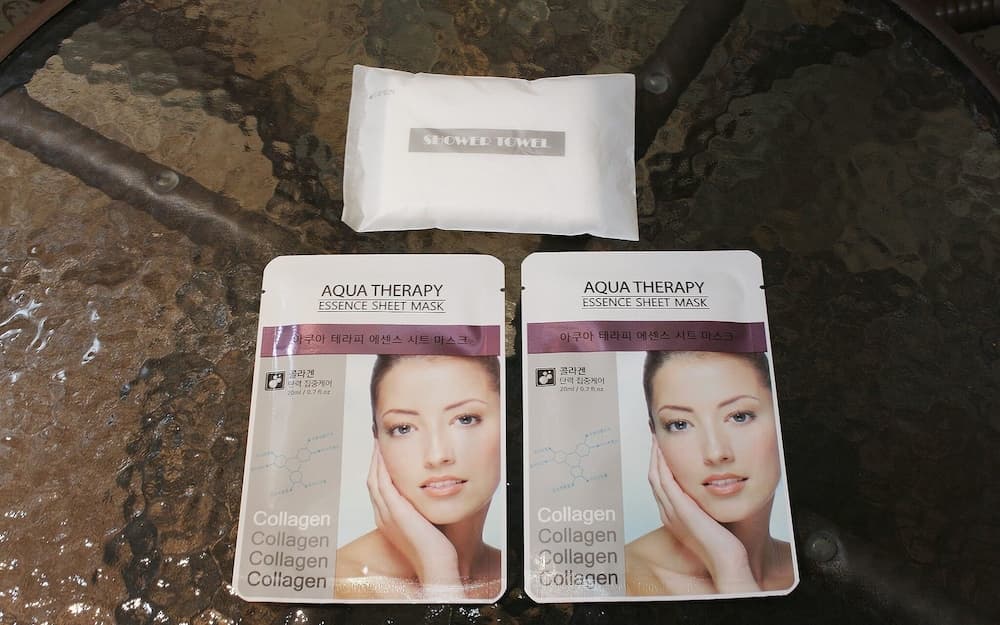 SHOWER TOWEL
AQUA THERAPY
ESSENCE SHEET MASK
아쿠아 테라피 에센스 시트 마스크
콜라겐
탄력 집중케어
20ml / 0.7 fl.oz
Collagen
Collagen
Collagen
Collagen
AQUA THERAPY
ESSENCE SHEET MASK
아쿠아 테라피 에센스 시트 마스크
콜라겐
탄력 집중케어
20ml / 0.7 fl.oz
Collagen
Collagen
Collagen
Collagen